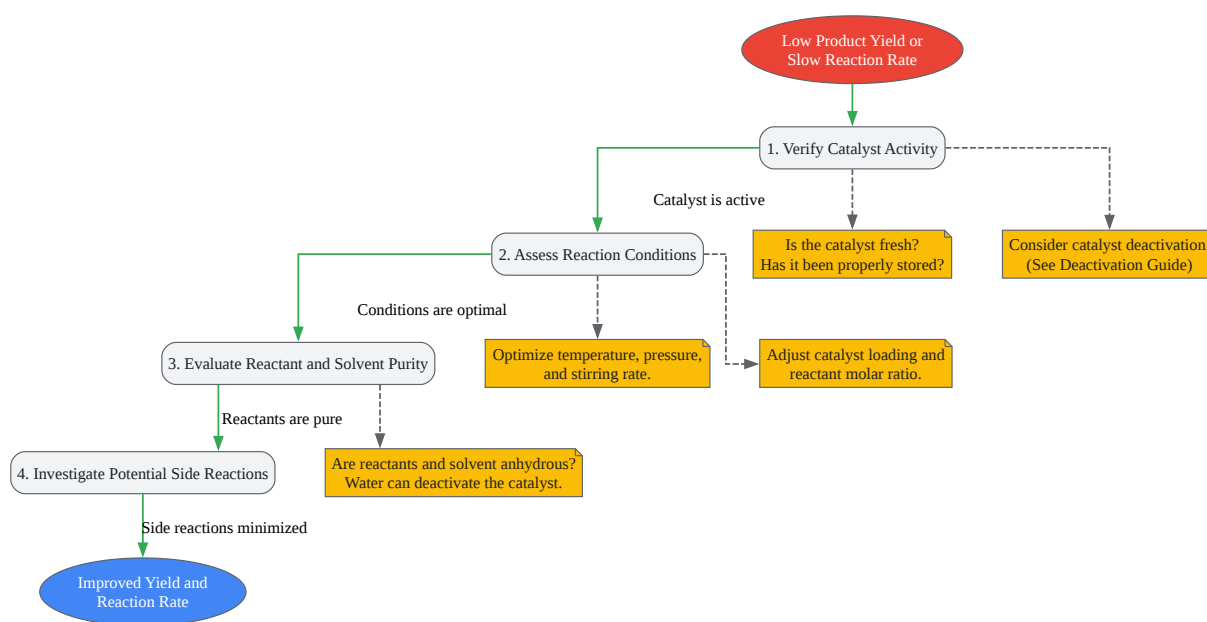 Low Product Yield or
Slow Reaction Rate
1. Verify Catalyst Activity
Catalyst is active
Is the catalyst fresh?
Has it been properly stored?
Consider catalyst deactivation.
(See Deactivation Guide)
2. Assess Reaction Conditions
Conditions are optimal
Optimize temperature, pressure,
and stirring rate.
Adjust catalyst loading and
reactant molar ratio.
3. Evaluate Reactant and Solvent Purity
Reactants are pure
Are reactants and solvent anhydrous?
Water can deactivate the catalyst.
4. Investigate Potential Side Reactions
Side reactions minimized
Improved Yield and
Reaction Rate